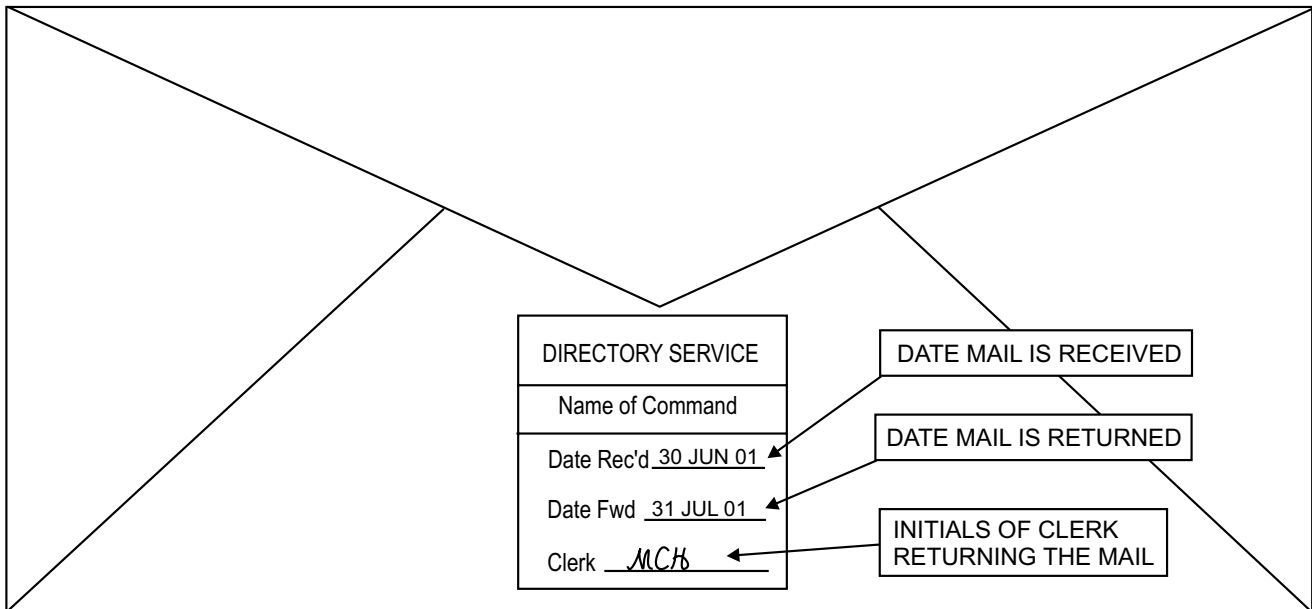 DIRECTORY SERVICE
Name of Command
Date Rec'd 30 JUN 01
Date Fwd 31 JUL 01
Clerk MCH
DATE MAIL IS RECEIVED
DATE MAIL IS RETURNED
INITIALS OF CLERK
RETURNING THE MAIL